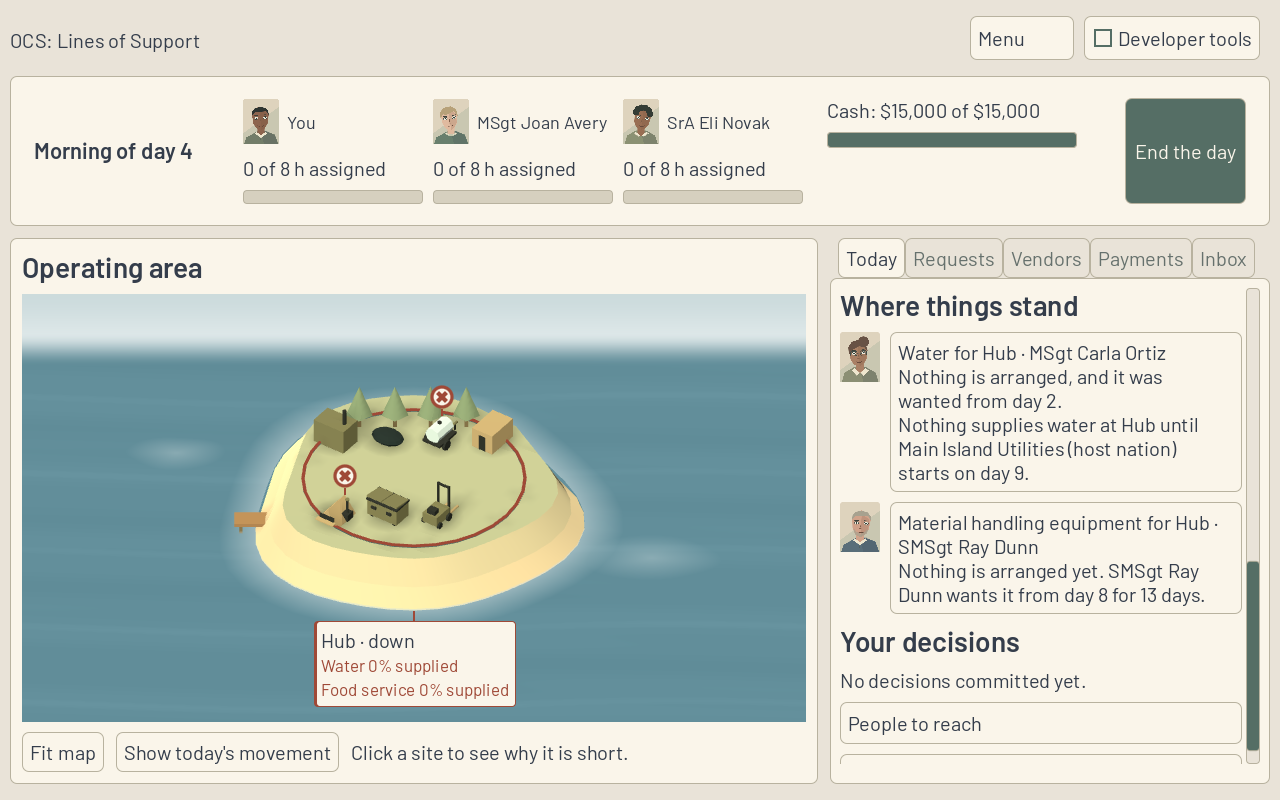 OCS: Lines of Support
Menu
Developer tools
Morning of day 4
You
0 of 8 h assigned
MSgt Joan Avery
0 of 8 h assigned
SrA Eli Novak
0 of 8 h assigned
Cash: $15,000 of $15,000
End the day
Operating area
Hub · down
Water 0% supplied
Food service 0% supplied
Fit map
Show today's movement
Click a site to see why it is short.
Today
Requests
Vendors
Payments
Inbox
Where things stand
Water for Hub · MSgt Carla Ortiz
Nothing is arranged, and it was
wanted from day 2.
Nothing supplies water at Hub until
Main Island Utilities (host nation)
starts on day 9.
Material handling equipment for Hub ·
SMSgt Ray Dunn
Nothing is arranged yet. SMSgt Ray
Dunn wants it from day 8 for 13 days.
Your decisions
No decisions committed yet.
People to reach